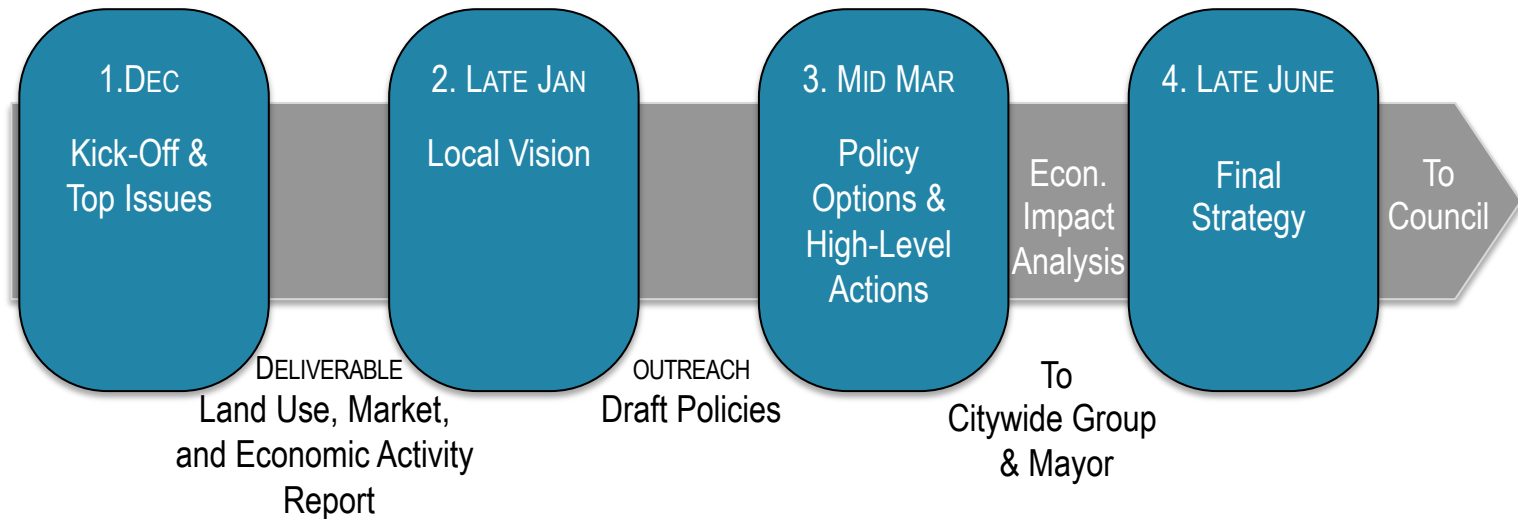 1.DEC
Kick-Off &
Top Issues
2. LATE JAN
Local Vision
3. MID MAR
Policy
Options &
High-Level
Actions
Econ.
Impact
Analysis
4. LATE JUNE
Final
Strategy
To
Council
DELIVERABLE
Land Use, Market,
and Economic Activity
Report
OUTREACH
Draft Policies
To
Citywide Group
& Mayor